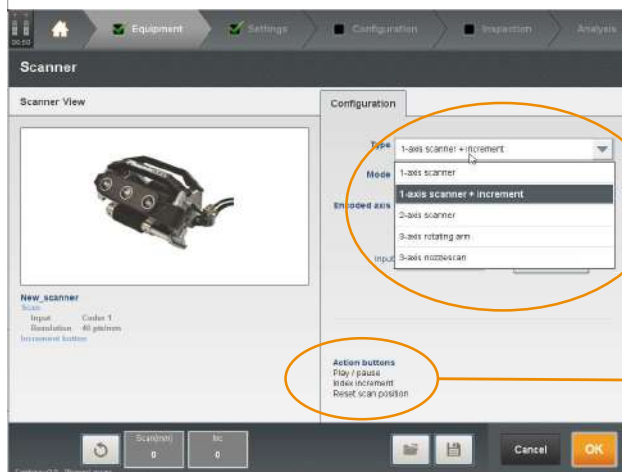 00:50
Equipment
Settings
Configuration
Inspection
Analysis
Scanner
Scanner View
Configuration
Type
1-axis scanner + increment
Mode
1-axis scanner
1-axis scanner + increment
Encoded axis
2-axis scanner
3-axis rotating arm
Input
3-axis nozzlescan
New_scanner
Scan
Input Coder 1
Resolution 40 pts/mm
Increment button
Action buttons
Play / pause
Index increment
Reset scan position
Scan(mm)
0
Inc
0
Cancel
OK